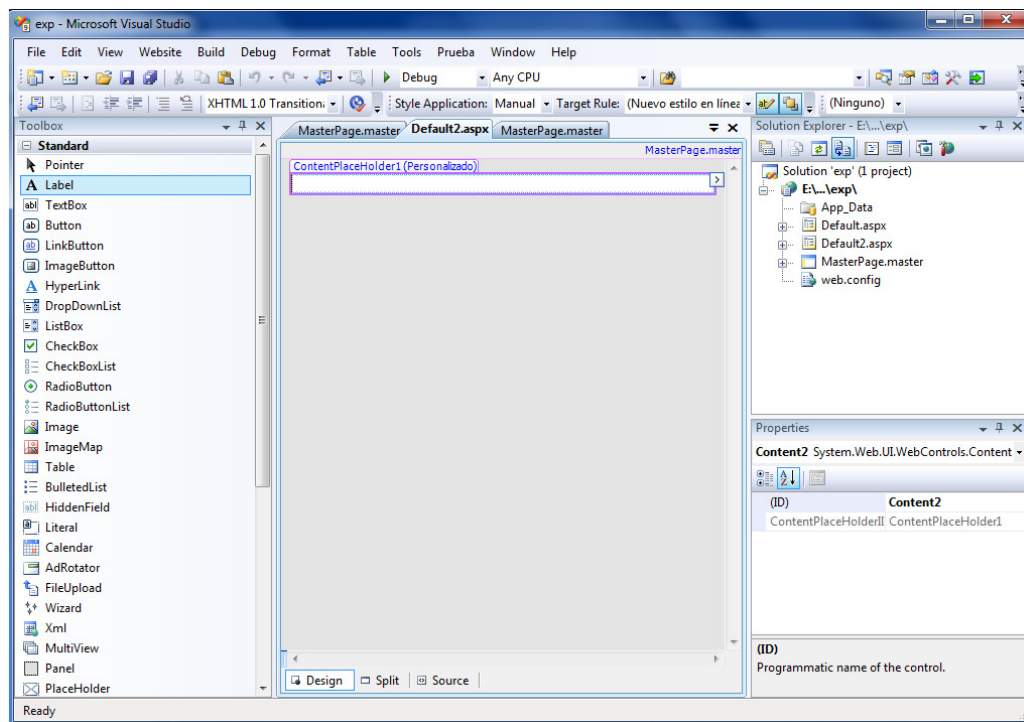 exp - Microsoft Visual Studio
File Edit View Website Build Debug Format Table Tools Prueba Window Help
Debug Any CPU
XHTML 1.0 Transition: Style Application: Manual Target Rule: (Nuevo estilo en línea (Ninguno)
Toolbox
Standard
Pointer
A Label
abl TextBox
ab Button
ab LinkButton
ImageButton
A HyperLink
DropDownList
ListBox
CheckBox
CheckBoxList
RadioButton
RadioButtonList
Image
ImageMap
Table
BulletedList
abl HiddenField
Literal
Calendar
AdRotator
FileUpload
Wizard
Xml
MultiView
Panel
PlaceHolder
MasterPage.master Default2.aspx MasterPage.master
MasterPage.master
ContentPlaceHolder1 (Personalizado)
Design Split Source
Solution Explorer - E:\...\exp\
Solution 'exp' (1 project)
E:\...\exp\
App_Data
Default.aspx
Default2.aspx
MasterPage.master
web.config
Properties
Content2 System.Web.UI.WebControls.Content
(ID) Content2
ContentPlaceHolderII ContentPlaceHolder1
(ID)
Programmatic name of the control.
Ready